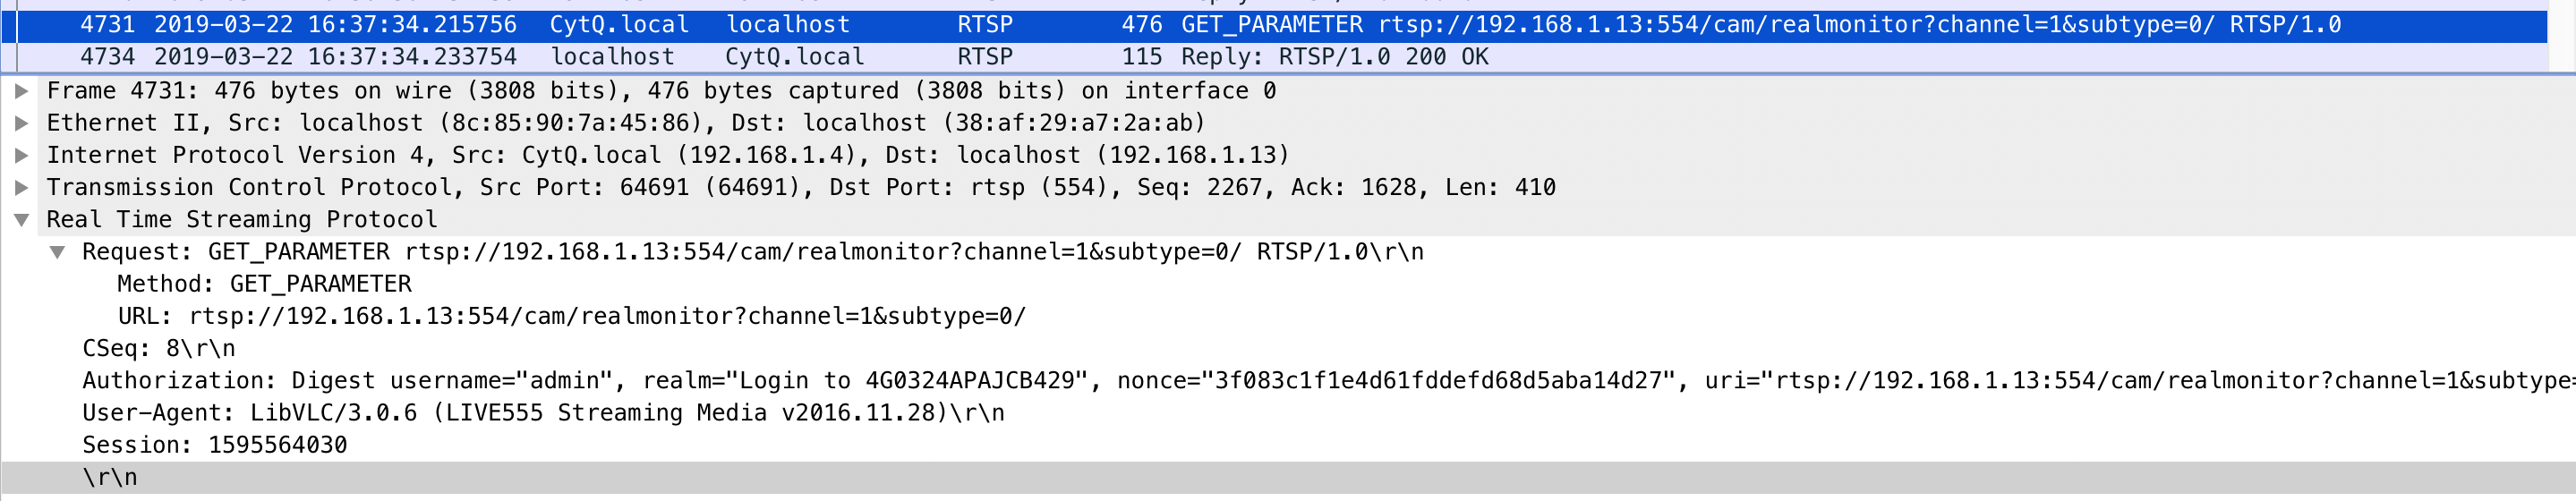 4731 2019-03-22 16:37:34.215756 CytQ.local localhost RTSP 476 GET_PARAMETER rtsp://192.168.1.13:554/cam/realmonitor?channel=1&subtype=0/ RTSP/1.0
4734 2019-03-22 16:37:34.233754 localhost CytQ.local RTSP 115 Reply: RTSP/1.0 200 OK
Frame 4731: 476 bytes on wire (3808 bits), 476 bytes captured (3808 bits) on interface 0
Ethernet II, Src: localhost (8c:85:90:7a:45:86), Dst: localhost (38:af:29:a7:2a:ab)
Internet Protocol Version 4, Src: CytQ.local (192.168.1.4), Dst: localhost (192.168.1.13)
Transmission Control Protocol, Src Port: 64691 (64691), Dst Port: rtsp (554), Seq: 2267, Ack: 1628, Len: 410
Real Time Streaming Protocol
Request: GET_PARAMETER rtsp://192.168.1.13:554/cam/realmonitor?channel=1&subtype=0/ RTSP/1.0\r\n
Method: GET_PARAMETER
URL: rtsp://192.168.1.13:554/cam/realmonitor?channel=1&subtype=0/
CSeq: 8\r\n
Authorization: Digest username="admin", realm="Login to 4G0324APAJCB429", nonce="3f083c1f1e4d61fddefd68d5aba14d27", uri="rtsp://192.168.1.13:554/cam/realmonitor?channel=1&subtype=
User-Agent: LibVLC/3.0.6 (LIVE555 Streaming Media v2016.11.28)\r\n
Session: 1595564030
\r\n